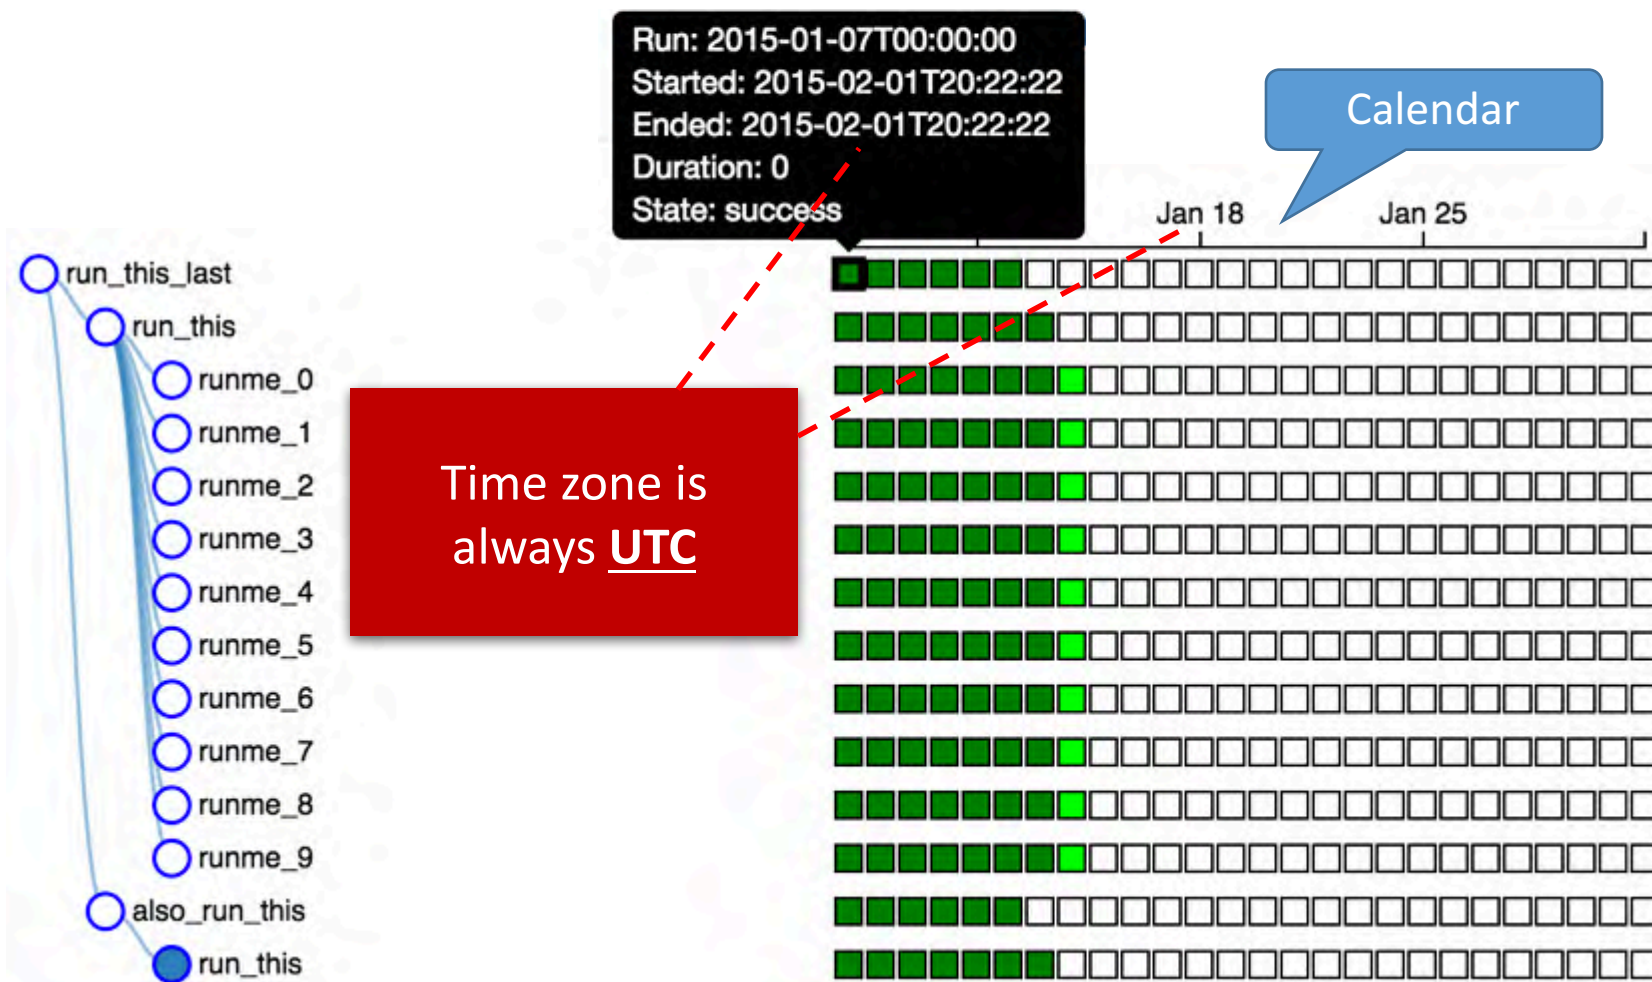 Run: 2015-01-07T00:00:00
Started: 2015-02-01T20:22:22
Ended: 2015-02-01T20:22:22
Duration: 0
State: success
Calendar
Jan 18
Jan 25
run_this_last
run_this
runme_0
runme_1
runme_2
runme_3
runme_4
runme_5
runme_6
runme_7
runme_8
runme_9
also_run_this
run_this
Time zone is
always UTC